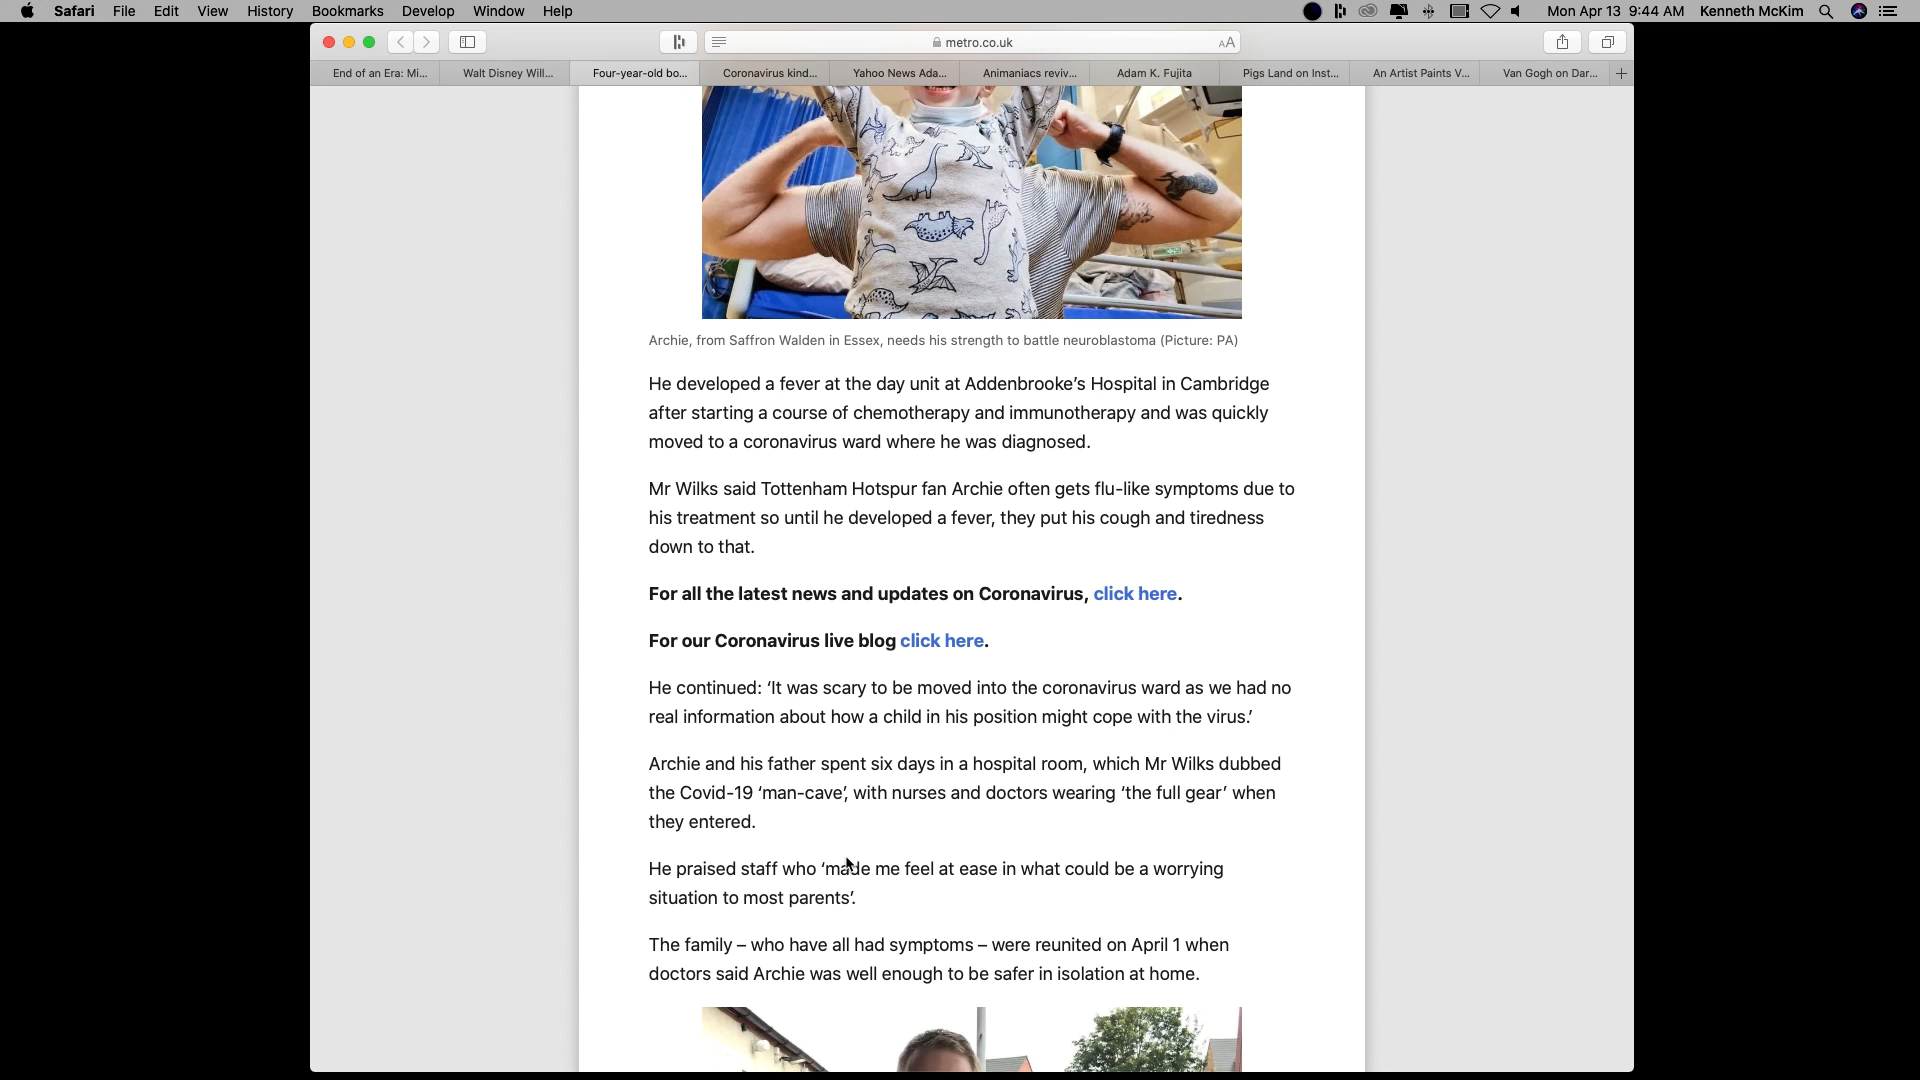 Safari File Edit View History Bookmarks Develop Window Help Mon Apr 13 9:44 AM Kenneth McKim
metro.co.uk
AA
End of an Era: Mi... Walt Disney Will... Four-year-old bo... Coronavirus kind... Yahoo News Ada... Animaniacs reviv... Adam K. Fujita Pigs Land on Inst... An Artist Paints V... Van Gogh on Dar...
Archie, from Saffron Walden in Essex, needs his strength to battle neuroblastoma (Picture: PA)
He developed a fever at the day unit at Addenbrooke’s Hospital in Cambridge
after starting a course of chemotherapy and immunotherapy and was quickly
moved to a coronavirus ward where he was diagnosed.
Mr Wilks said Tottenham Hotspur fan Archie often gets flu-like symptoms due to
his treatment so until he developed a fever, they put his cough and tiredness
down to that.
For all the latest news and updates on Coronavirus, click here.
For our Coronavirus live blog click here.
He continued: ‘It was scary to be moved into the coronavirus ward as we had no
real information about how a child in his position might cope with the virus.’
Archie and his father spent six days in a hospital room, which Mr Wilks dubbed
the Covid-19 ‘man-cave’, with nurses and doctors wearing ‘the full gear’ when
they entered.
He praised staff who ‘made me feel at ease in what could be a worrying
situation to most parents’.
The family – who have all had symptoms – were reunited on April 1 when
doctors said Archie was well enough to be safer in isolation at home.